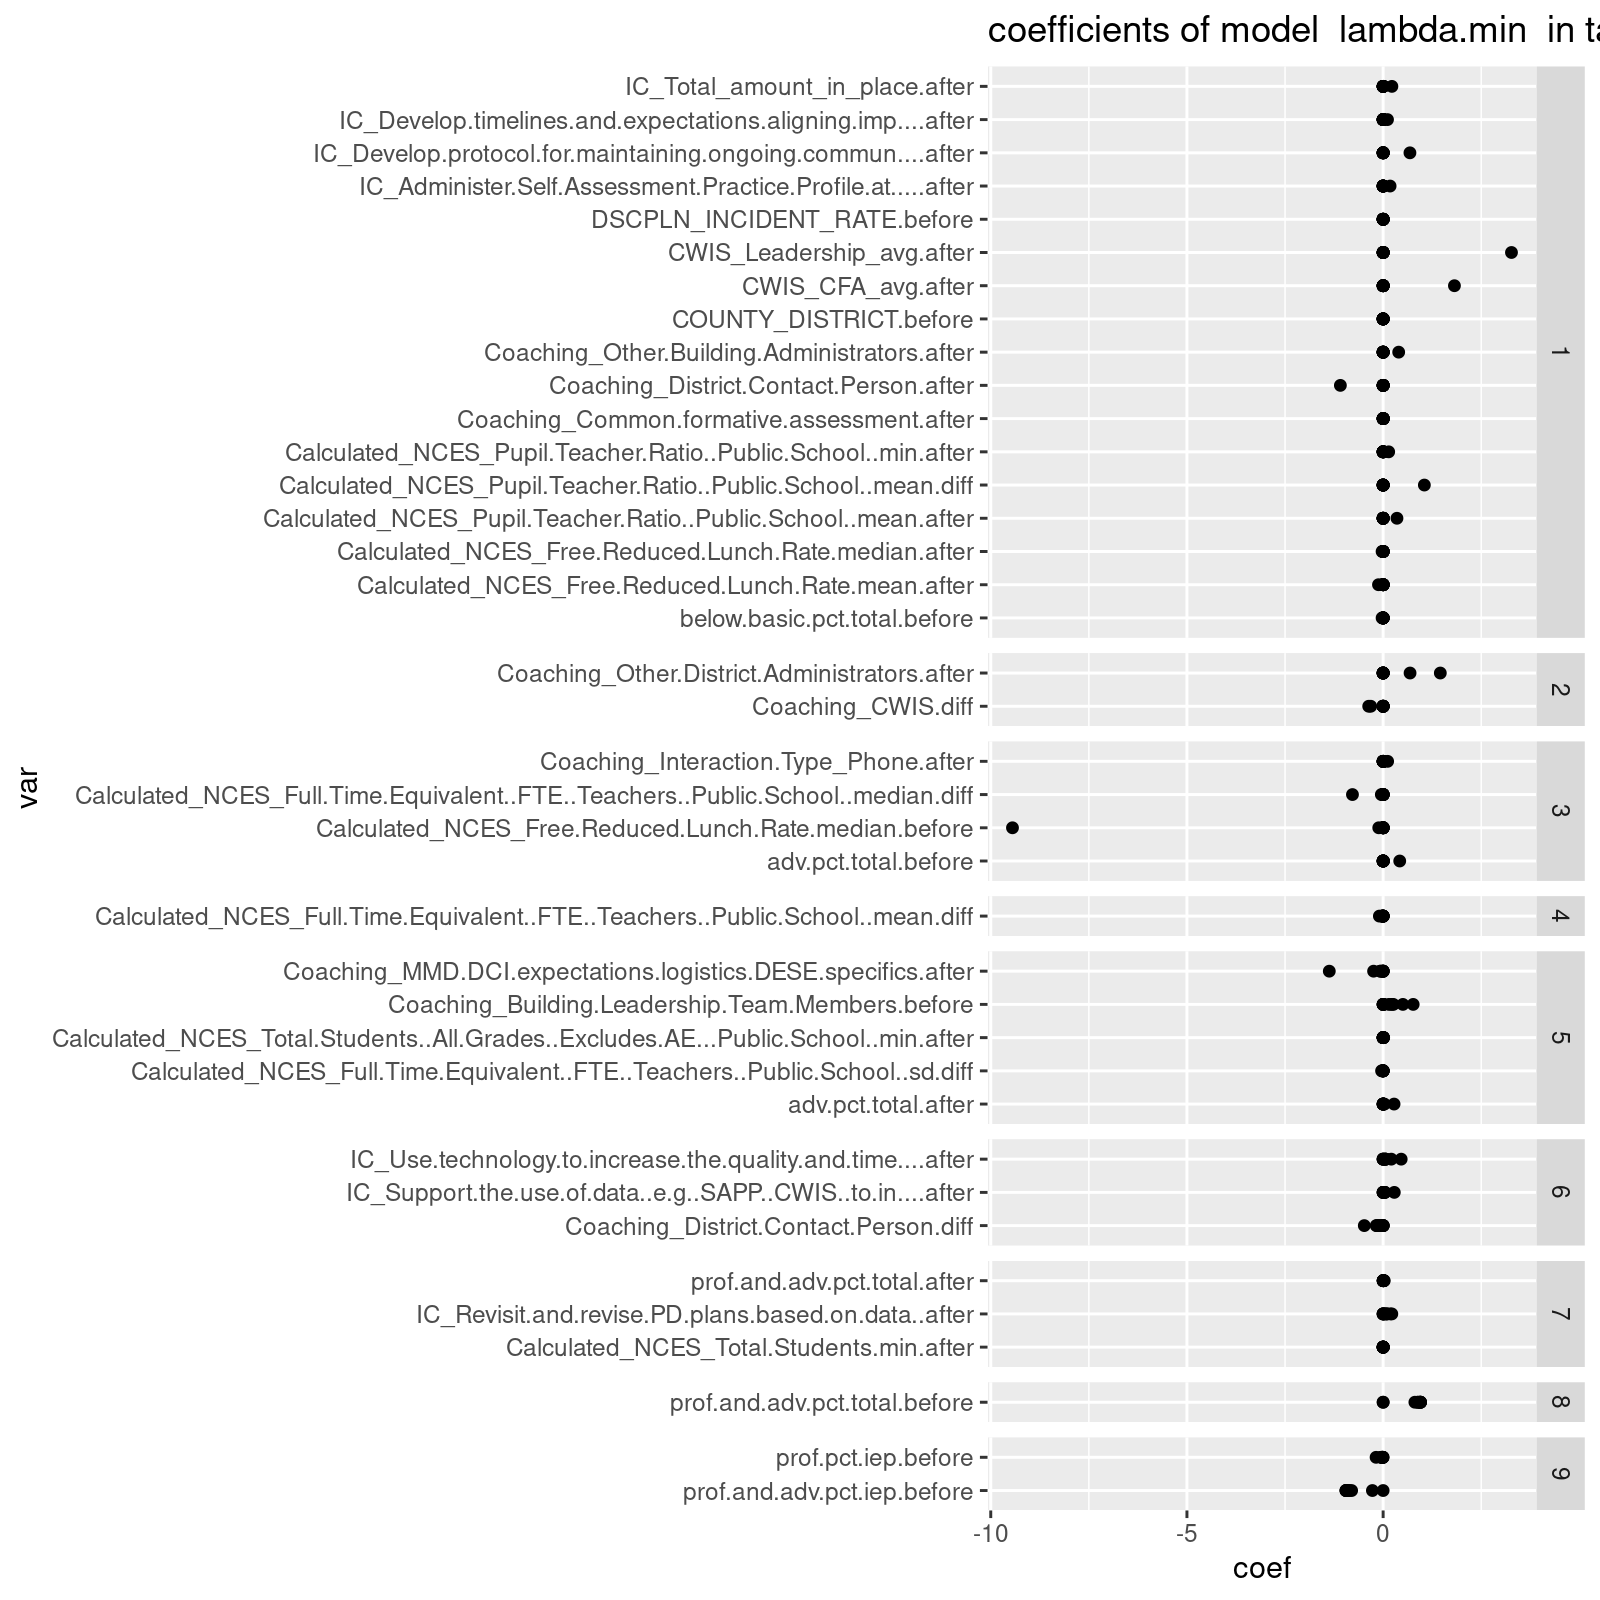 coefficients of model  lambda.min  in ta
IC_Total_amount_in_place.after
IC_Develop.timelines.and.expectations.aligning.imp....after
IC_Develop.protocol.for.maintaining.ongoing.commun....after
IC_Administer.Self.Assessment.Practice.Profile.at.....after
DSCPLN_INCIDENT_RATE.before
CWIS_Leadership_avg.after
CWIS_CFA_avg.after
COUNTY_DISTRICT.before
Coaching_Other.Building.Administrators.after
Coaching_District.Contact.Person.after
Coaching_Common.formative.assessment.after
Calculated_NCES_Pupil.Teacher.Ratio..Public.School..min.after
Calculated_NCES_Pupil.Teacher.Ratio..Public.School..mean.diff
Calculated_NCES_Pupil.Teacher.Ratio..Public.School..mean.after
Calculated_NCES_Free.Reduced.Lunch.Rate.median.after
Calculated_NCES_Free.Reduced.Lunch.Rate.mean.after
below.basic.pct.total.before
1
Coaching_Other.District.Administrators.after
Coaching_CWIS.diff
2
Coaching_Interaction.Type_Phone.after
Calculated_NCES_Full.Time.Equivalent..FTE..Teachers..Public.School..median.diff
Calculated_NCES_Free.Reduced.Lunch.Rate.median.before
adv.pct.total.before
3
Calculated_NCES_Full.Time.Equivalent..FTE..Teachers..Public.School..mean.diff
4
Coaching_MMD.DCI.expectations.logistics.DESE.specifics.after
Coaching_Building.Leadership.Team.Members.before
Calculated_NCES_Total.Students..All.Grades..Excludes.AE...Public.School..min.after
Calculated_NCES_Full.Time.Equivalent..FTE..Teachers..Public.School..sd.diff
adv.pct.total.after
5
IC_Use.technology.to.increase.the.quality.and.time....after
IC_Support.the.use.of.data..e.g..SAPP..CWIS..to.in....after
Coaching_District.Contact.Person.diff
6
prof.and.adv.pct.total.after
IC_Revisit.and.revise.PD.plans.based.on.data..after
Calculated_NCES_Total.Students.min.after
7
prof.and.adv.pct.total.before
8
prof.pct.iep.before
prof.and.adv.pct.iep.before
9
var
-10
-5
0
coef